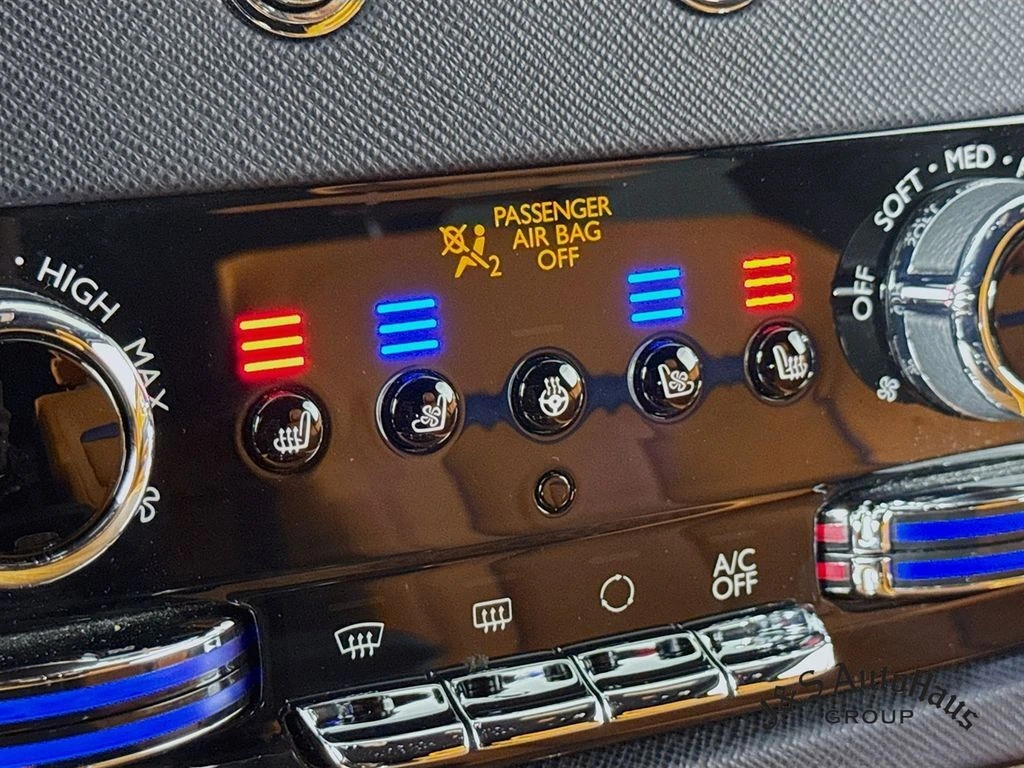 SOFT · MED ·
PASSENGER
AIR BAG
OFF
2
· HIGH
MAX
OFF
A/C
OFF
AutoHaus
GROUP